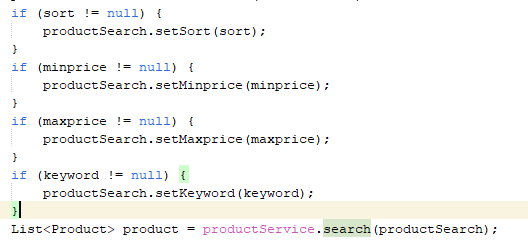 if (sort != null) {
    productSearch.setSort(sort);
}
if (minprice != null) {
    productSearch.setMinprice(minprice);
}
if (maxprice != null) {
    productSearch.setMaxprice(maxprice);
}
if (keyword != null) {
    productSearch.setKeyword(keyword);
}
List<Product> product = productService.search(productSearch);